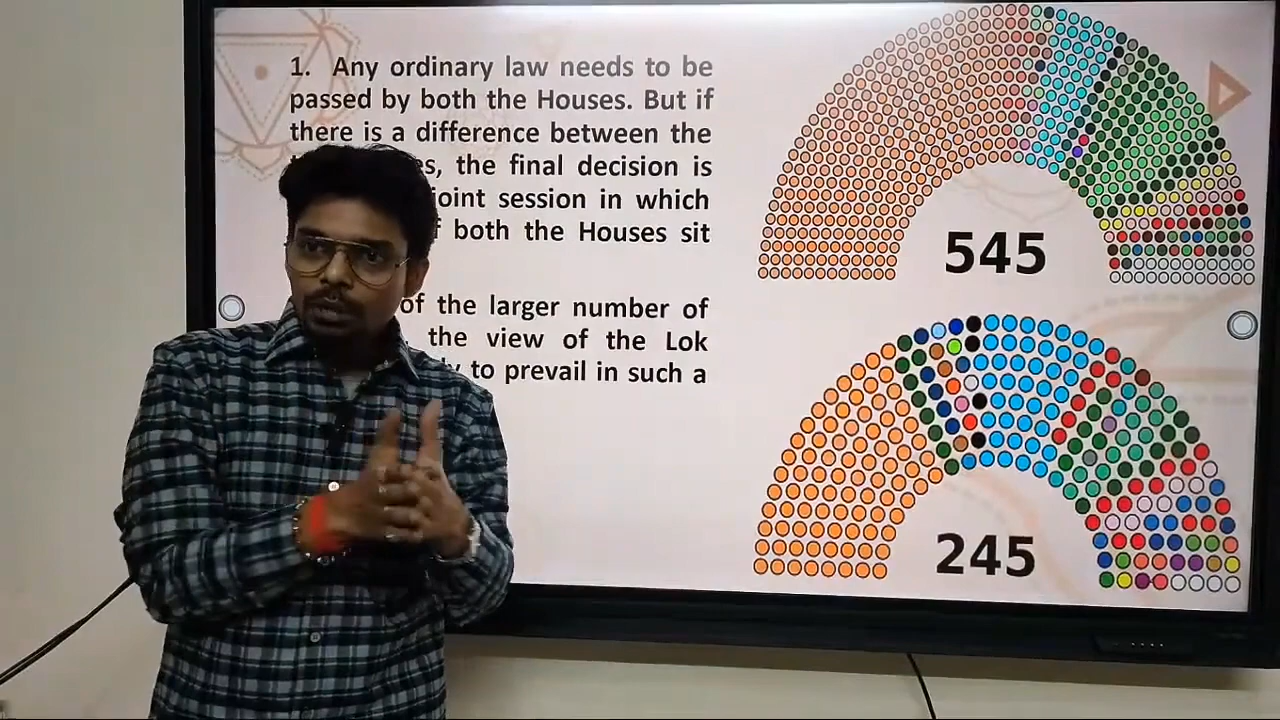 1. Any ordinary law needs to be
passed by both the Houses. But if
there is a difference between the
the final decision is
joint session in which
both the Houses sit
of the larger number of
the view of the Lok
to prevail in such a
545
245